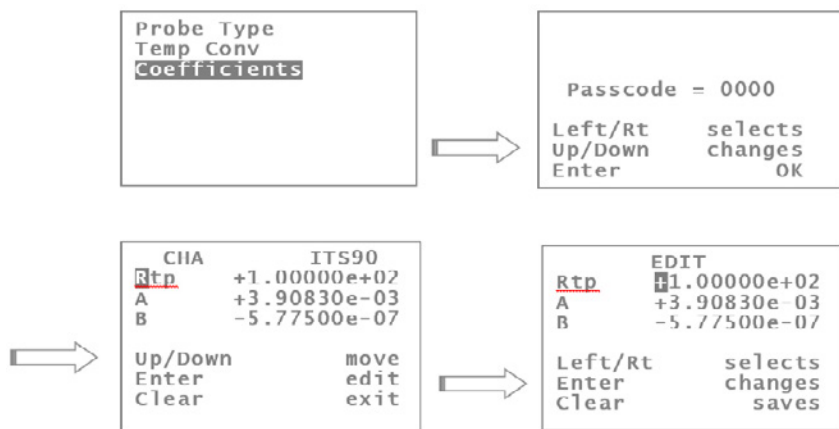 Probe Type
Temp Conv
Coefficients
Passcode = 0000
Left/Rt selects
Up/Down changes
Enter OK
CHA ITS90
Rtp +1.00000e+02
A +3.90830e-03
B -5.77500e-07
Up/Down move
Enter edit
Clear exit
EDIT
Rtp +1.00000e+02
A +3.90830e-03
B -5.77500e-07
Left/Rt selects
Enter changes
Clear saves